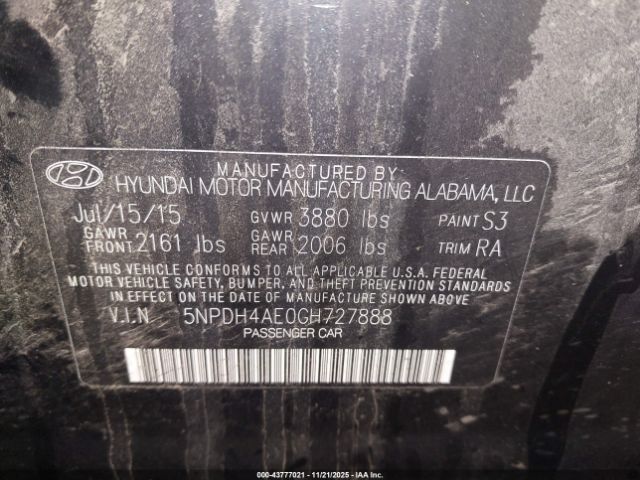 MANUFACTURED BY
HYUNDAI MOTOR MANUFACTURING ALABAMA, LLC
Jul/15/15 GVWR 3880 lbs PAINT S3
GAWR FRONT 2161 lbs GAWR REAR 2006 lbs TRIM RA
THIS VEHICLE CONFORMS TO ALL APPLICABLE U.S.A. FEDERAL
MOTOR VEHICLE SAFETY, BUMPER, AND THEFT PREVENTION STANDARDS
IN EFFECT ON THE DATE OF MANUFACTURE SHOWN ABOVE.
V.I.N 5NPDH4AE0GH727888
PASSENGER CAR
000-43777021 - 11/21/2025 - IAA Inc.